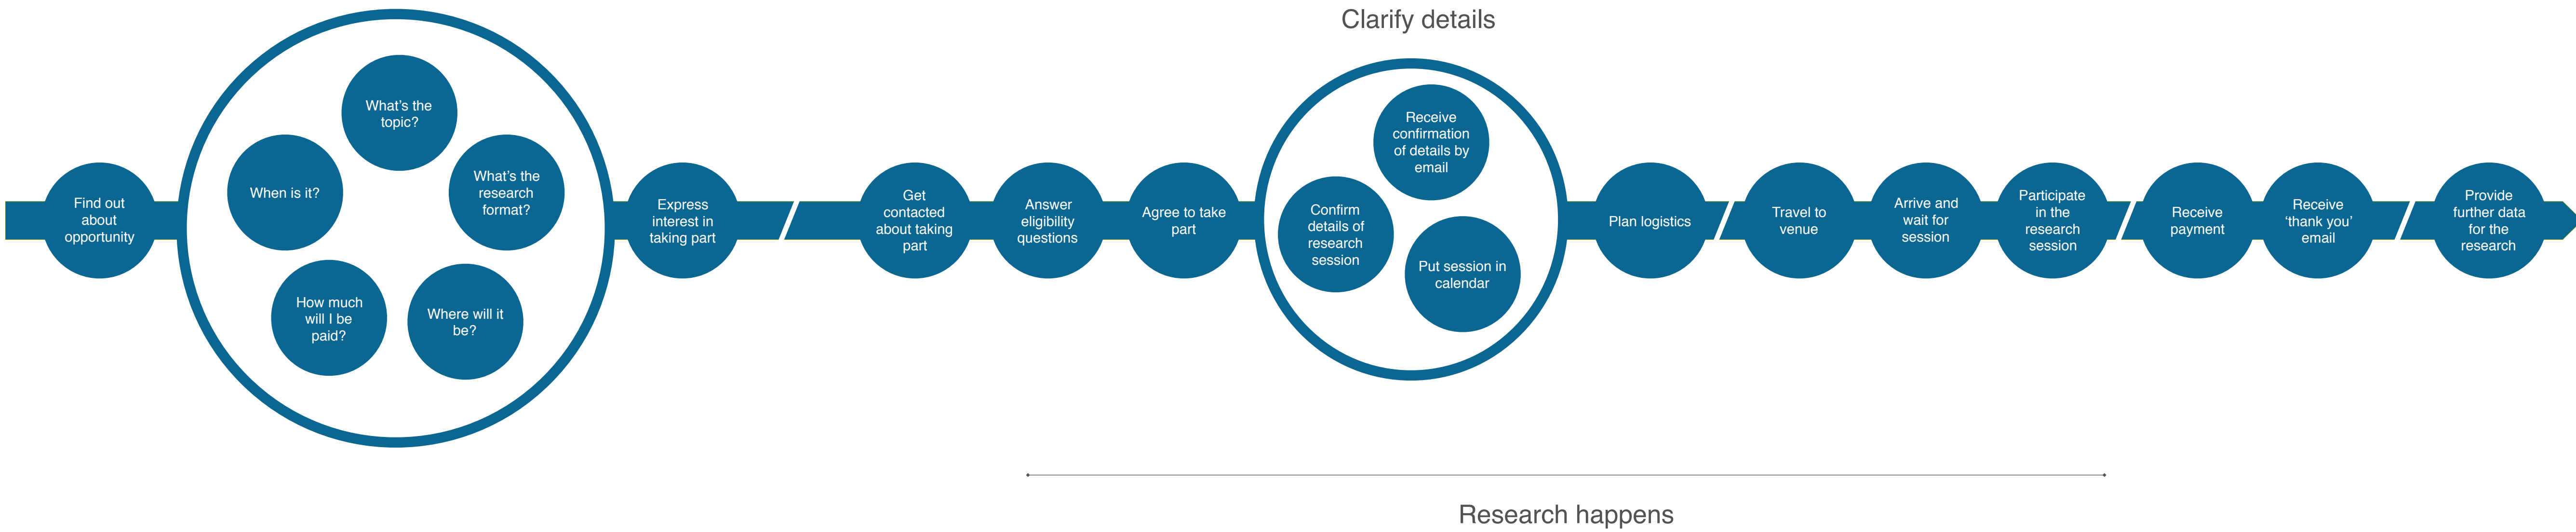 Clarify details
Find out
about
opportunity
What's the
topic?
When is it?
What's the
research
format?
How much
will I be
paid?
Where will it
be?
Express
interest in
taking part
Get
contacted
about taking
part
Answer
eligibility
questions
Agree to take
part
Receive
confirmation
of details by
email
Confirm
details of
research
session
Put session in
calendar
Plan logistics
Travel to
venue
Arrive and
wait for
session
Participate
in the
research
session
Receive
payment
Receive
‘thank you’
email
Provide
further data
for the
research
Research happens